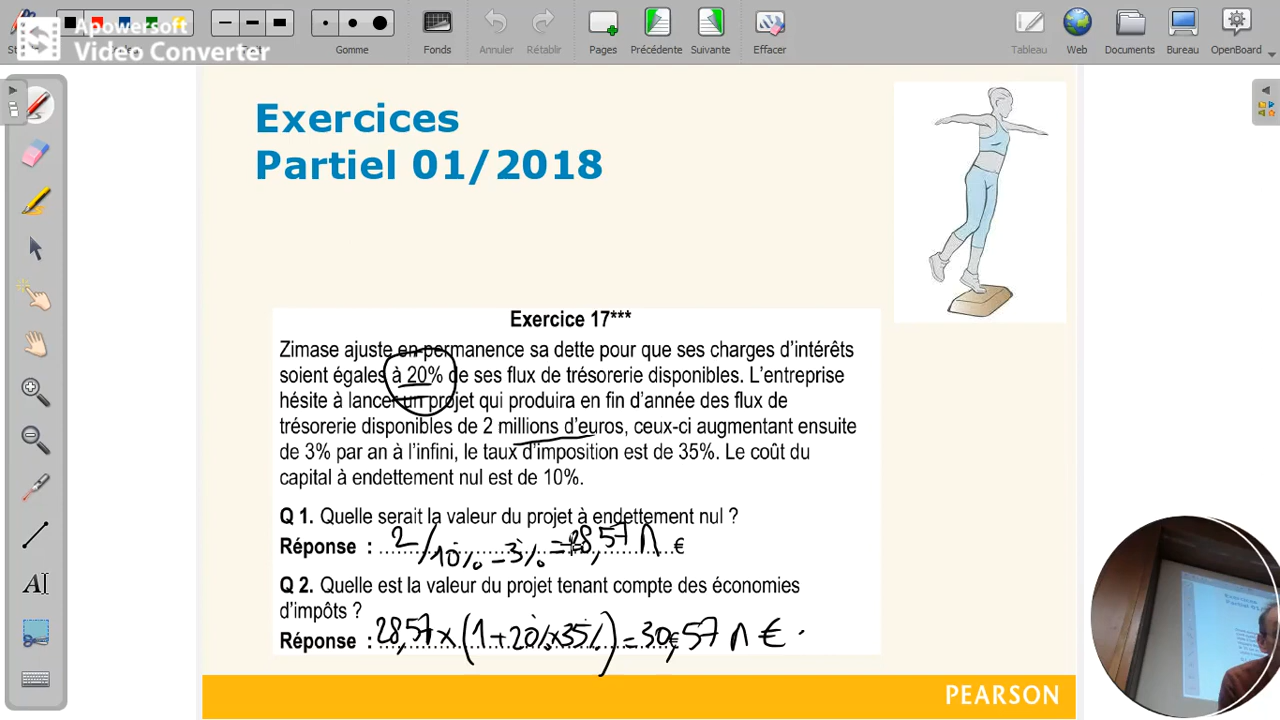 Apowersoft
Video Converter
Gomme
Fonds
Annuler
Rétablir
Pages
Précédente
Suivante
Effacer
Tableau
Web
Documents
Bureau
OpenBoard
Exercices
Partiel 01/2018
Exercice 17***
Zimase ajuste en permanence sa dette pour que ses charges d'intérêts
soient égales à 20% de ses flux de trésorerie disponibles. L'entreprise
hésite à lancer un projet qui produira en fin d'année des flux de
trésorerie disponibles de 2 millions d'euros, ceux-ci augmentant ensuite
de 3% par an à l'infini, le taux d'imposition est de 35%. Le coût du
capital à endettement nul est de 10%.
Q 1. Quelle serait la valeur du projet à endettement nul ?
Réponse : 2/10% - 3% = 28,57 M €
Q 2. Quelle est la valeur du projet tenant compte des économies
d'impôts ?
Réponse : 28,57 x (1 + 20% x 35%) = 30,57 M € €
PEARSON